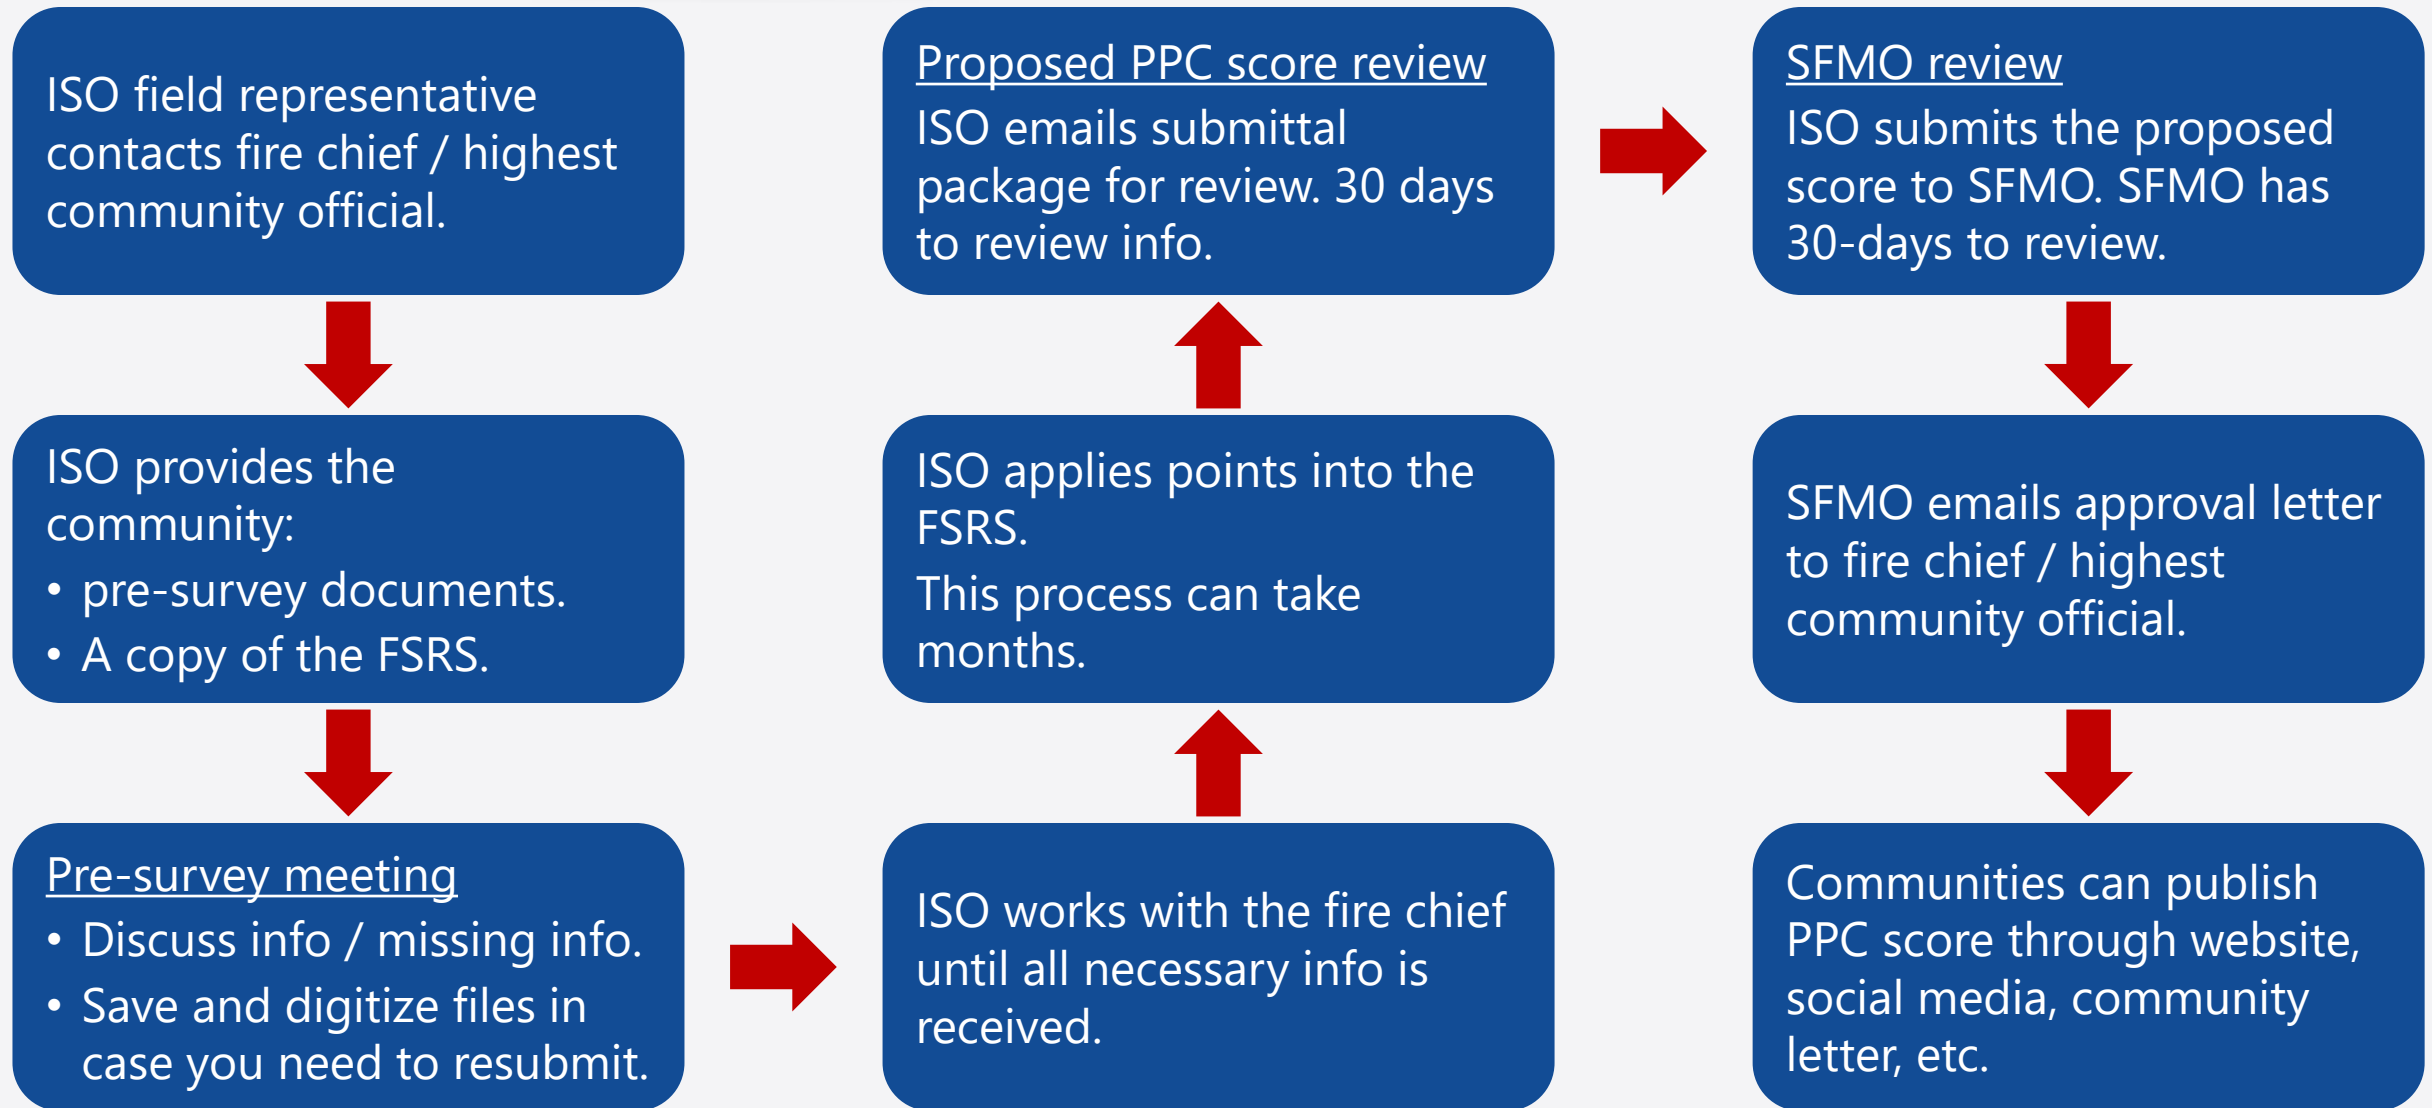 ISO field representative
contacts fire chief / highest
community official.
ISO provides the
community:
• pre-survey documents.
• A copy of the FSRS.
Pre-survey meeting
• Discuss info / missing info.
• Save and digitize files in
case you need to resubmit.
ISO works with the fire chief
until all necessary info is
received.
ISO applies points into the
FSRS.
This process can take
months.
Proposed PPC score review
ISO emails submittal
package for review. 30 days
to review info.
SFMO review
ISO submits the proposed
score to SFMO. SFMO has
30-days to review.
SFMO emails approval letter
to fire chief / highest
community official.
Communities can publish
PPC score through website,
social media, community
letter, etc.